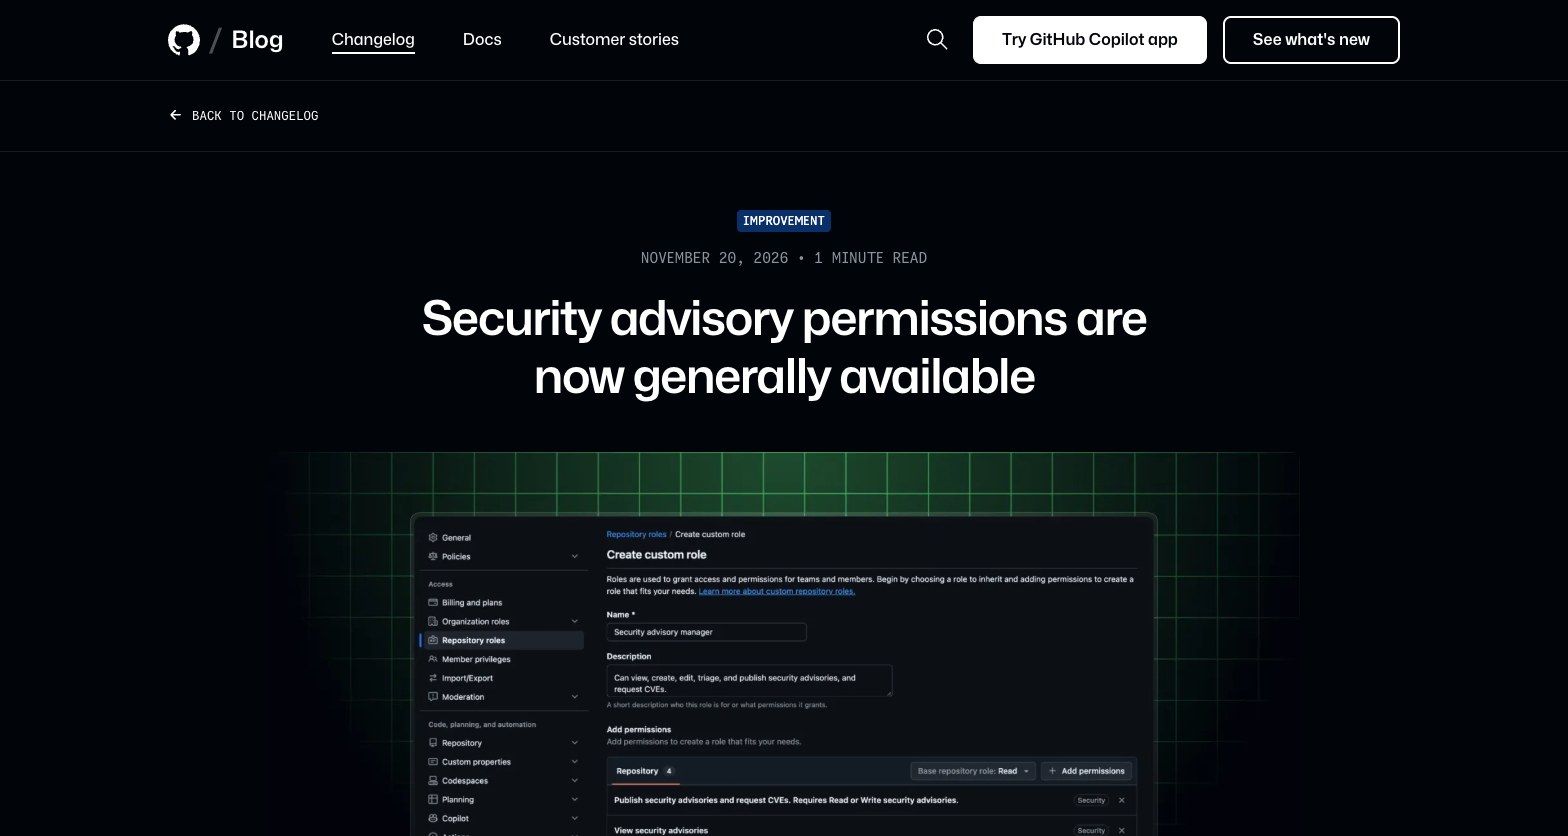 / Blog
Changelog
Docs
Customer stories
Try GitHub Copilot app
See what's new
BACK TO CHANGELOG
IMPROVEMENT
NOVEMBER 20, 2026 • 1 MINUTE READ
Security advisory permissions are
now generally available
General
Policies
Access
Billing and plans
Organization roles
Repository roles
Member privileges
Import/Export
Moderation
Code, planning, and automation
Repository
Custom properties
Codespaces
Planning
Copilot
Repository roles / Create custom role
Create custom role
Roles are used to grant access and permissions for teams and members. Begin by choosing a role to inherit and adding permissions to create a
role that fits your needs. Learn more about custom repository roles.
Name *
Security advisory manager
Description
Can view, create, edit, triage, and publish security advisories, and
request CVEs.
A short description who this role is for or what permissions it grants.
Add permissions
Add permissions to create a role that fits your needs.
Repository 4
Base repository role: Read
Add permissions
Publish security advisories and request CVEs. Requires Read or Write security advisories.
Security
View security advisories
Security